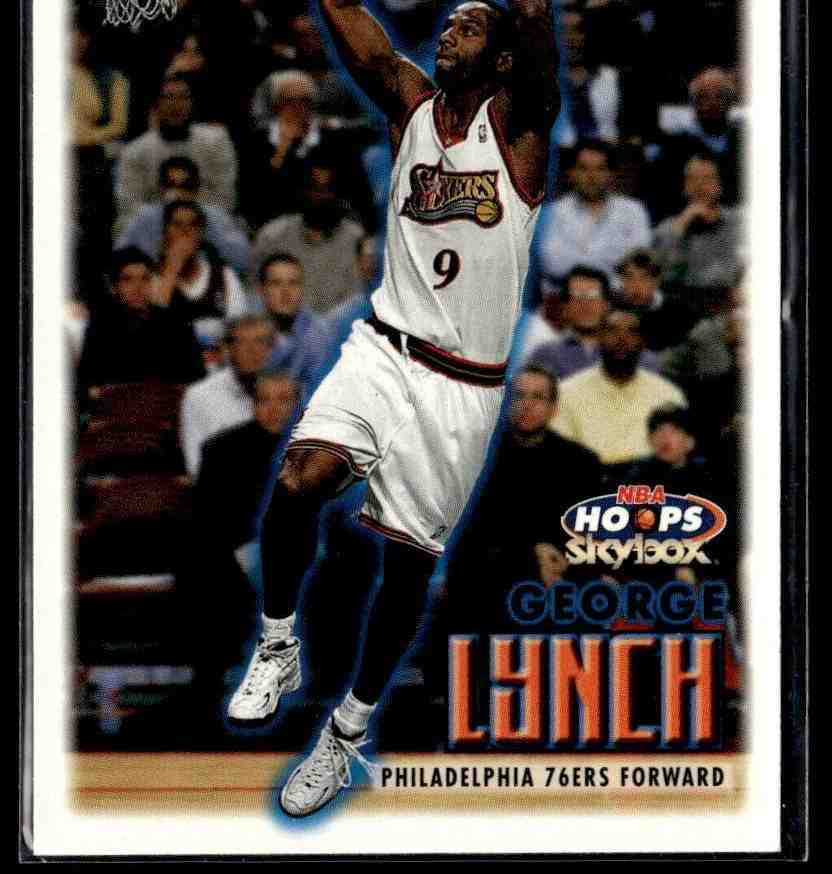 SIXERS
9
NBA
HOOPS
SkyBox
GEORGE
LYNCH
PHILADELPHIA 76ERS FORWARD